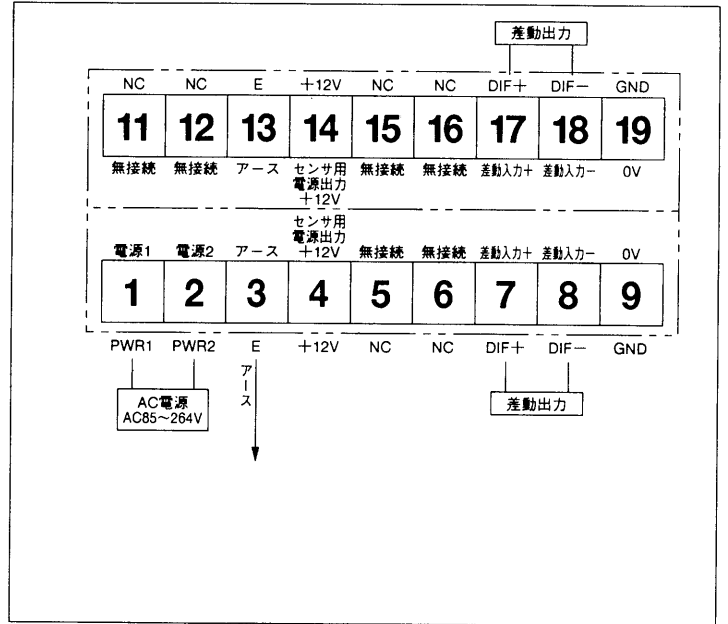 差動出力
NC NC E +12V NC NC DIF+ DIF- GND
11 12 13 14 15 16 17 18 19
無接続 無接続 アース センサ用 無接続 無接続 差動入力+ 差動入力- 0V
電源出力
+12V
センサ用
電源出力
電源1 電源2 アース +12V 無接続 無接続 差動入力+ 差動入力- 0V
1 2 3 4 5 6 7 8 9
PWR1 PWR2 E +12V NC NC DIF+ DIF- GND
アース
AC電源
AC85~264V
差動出力